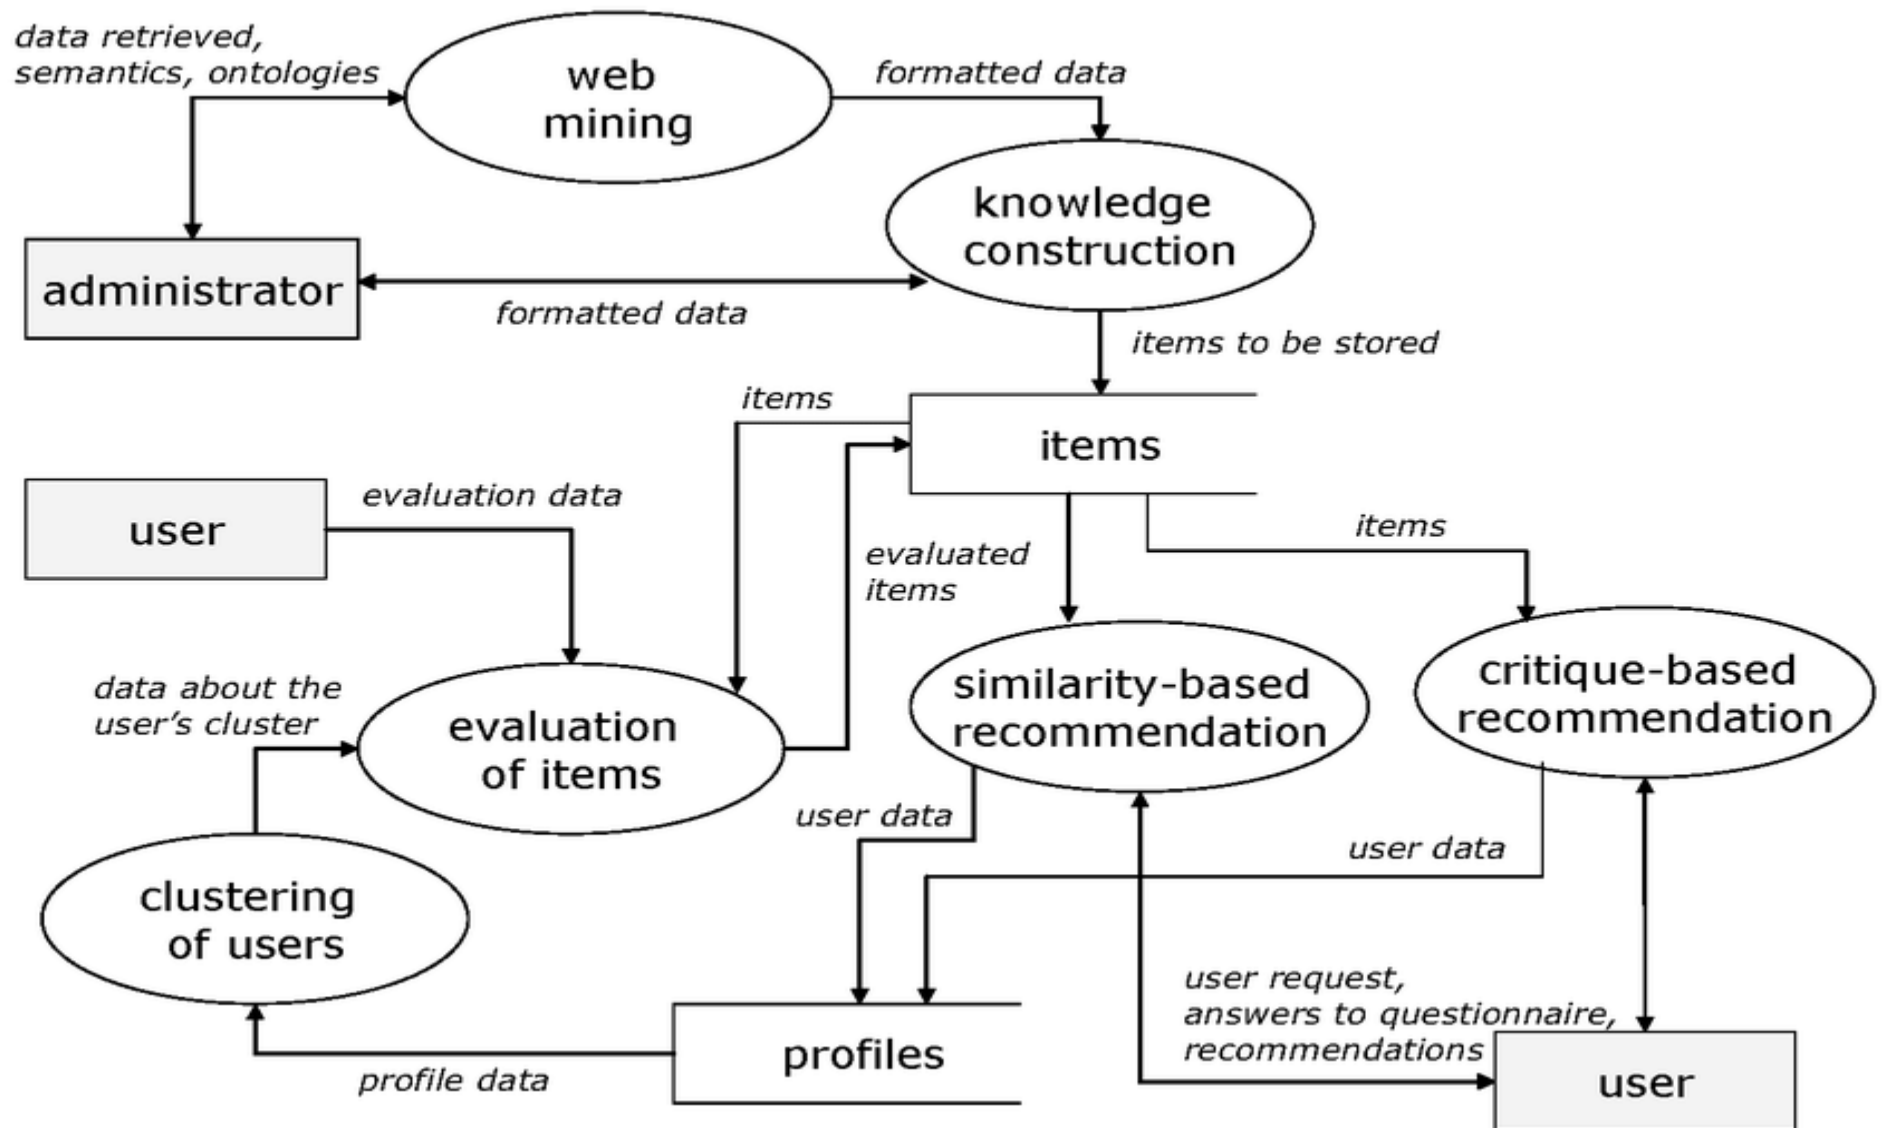 data retrieved,
semantics, ontologies
web
mining
formatted data
knowledge
construction
administrator
formatted data
items to be stored
items
items
user
evaluation data
evaluated
items
items
data about the
user's cluster
evaluation
of items
similarity-based
recommendation
critique-based
recommendation
user data
user data
clustering
of users
user request,
answers to questionnaire,
recommendations
profiles
profile data
user